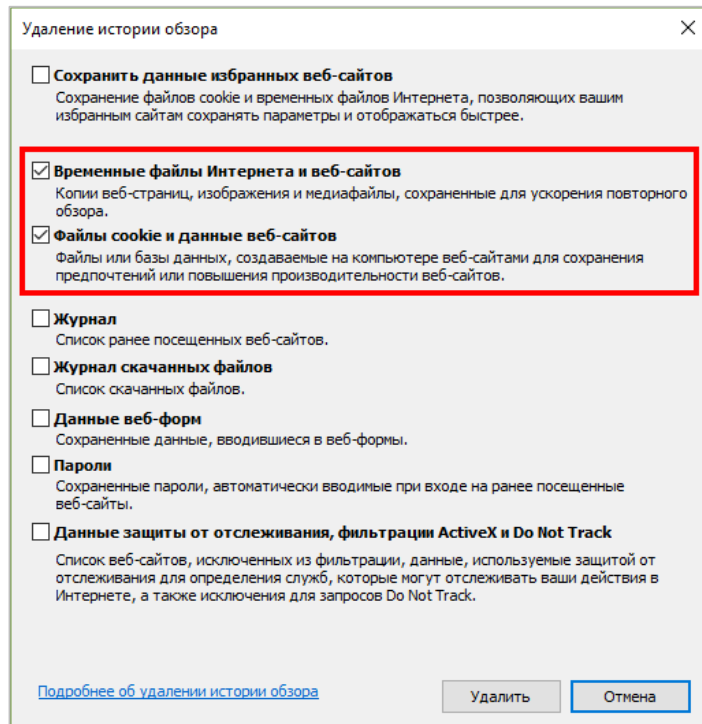 Удаление истории обзора
Сохранить данные избранных веб-сайтов
Сохранение файлов cookie и временных файлов Интернета, позволяющих вашим
избранным сайтам сохранять параметры и отображаться быстрее.
Временные файлы Интернета и веб-сайтов
Копии веб-страниц, изображения и медиафайлы, сохраненные для ускорения повторного
обзора.
Файлы cookie и данные веб-сайтов
Файлы или базы данных, создаваемые на компьютере веб-сайтами для сохранения
предпочтений или повышения производительности веб-сайтов.
Журнал
Список ранее посещенных веб-сайтов.
Журнал скачанных файлов
Список скачанных файлов.
Данные веб-форм
Сохраненные данные, вводившиеся в веб-формы.
Пароли
Сохраненные пароли, автоматически вводимые при входе на ранее посещенные
веб-сайты.
Данные защиты от отслеживания, фильтрации ActiveX и Do Not Track
Список веб-сайтов, исключенных из фильтрации, данные, используемые защитой от
отслеживания для определения служб, которые могут отслеживать ваши действия в
Интернете, а также исключения для запросов Do Not Track.
Подробнее об удалении истории обзора
Удалить
Отмена